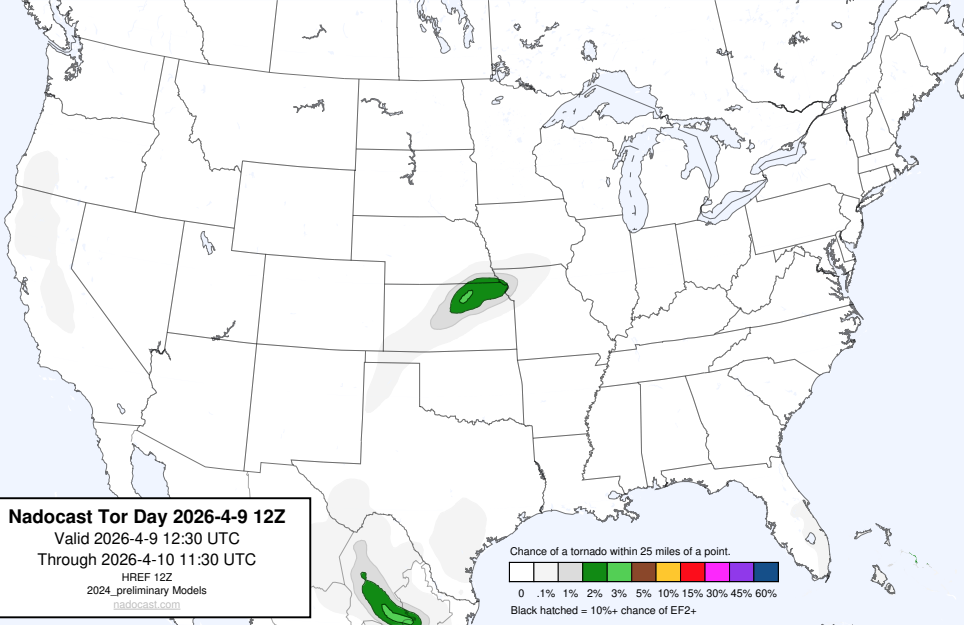 Nadocast Tor Day 2026-4-9 12Z
Valid 2026-4-9 12:30 UTC
Through 2026-4-10 11:30 UTC
HREF 12Z
2024_preliminary Models
nadocast.com
Chance of a tornado within 25 miles of a point.
0 .1% 1% 2% 3% 5% 10% 15% 30% 45% 60%
Black hatched = 10%+ chance of EF2+